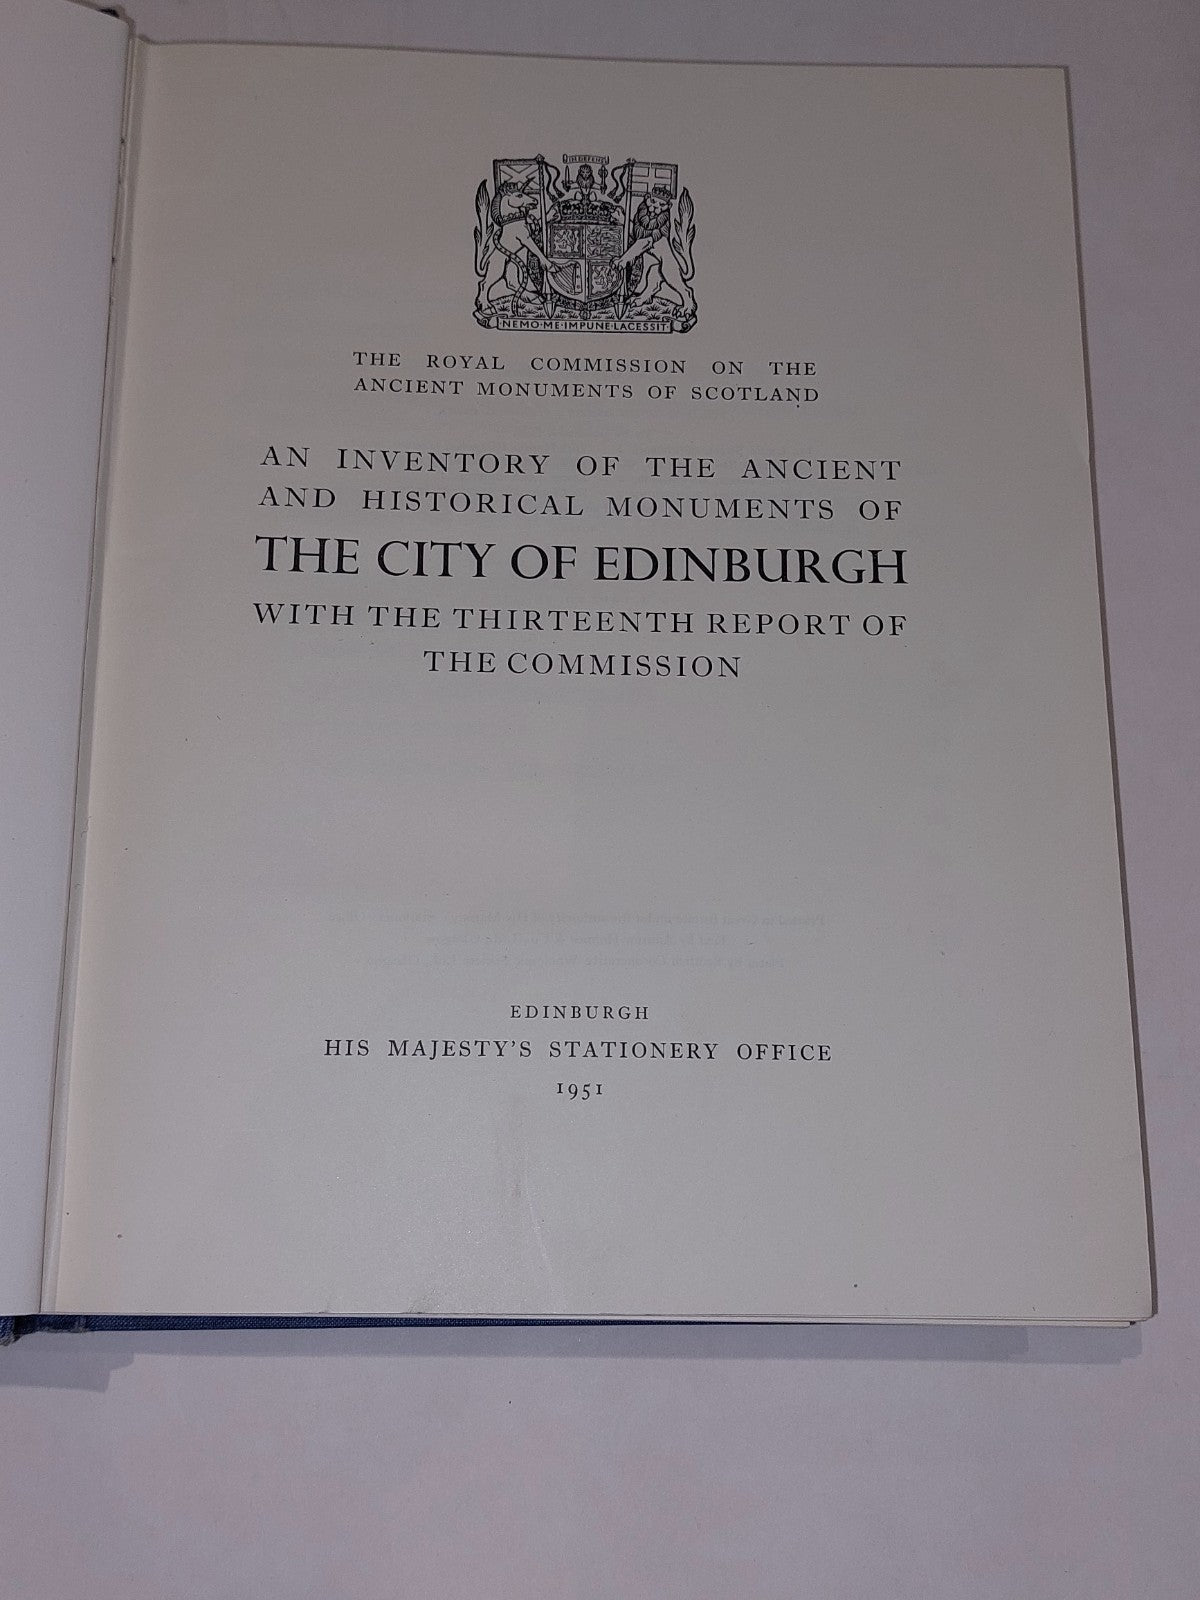 IN DEFENS
NEMO·ME·IMPUNE·LACESSIT
THE ROYAL COMMISSION ON THE
ANCIENT MONUMENTS OF SCOTLAND
AN INVENTORY OF THE ANCIENT
AND HISTORICAL MONUMENTS OF
THE CITY OF EDINBURGH
WITH THE THIRTEENTH REPORT OF
THE COMMISSION
EDINBURGH
HIS MAJESTY'S STATIONERY OFFICE
1951